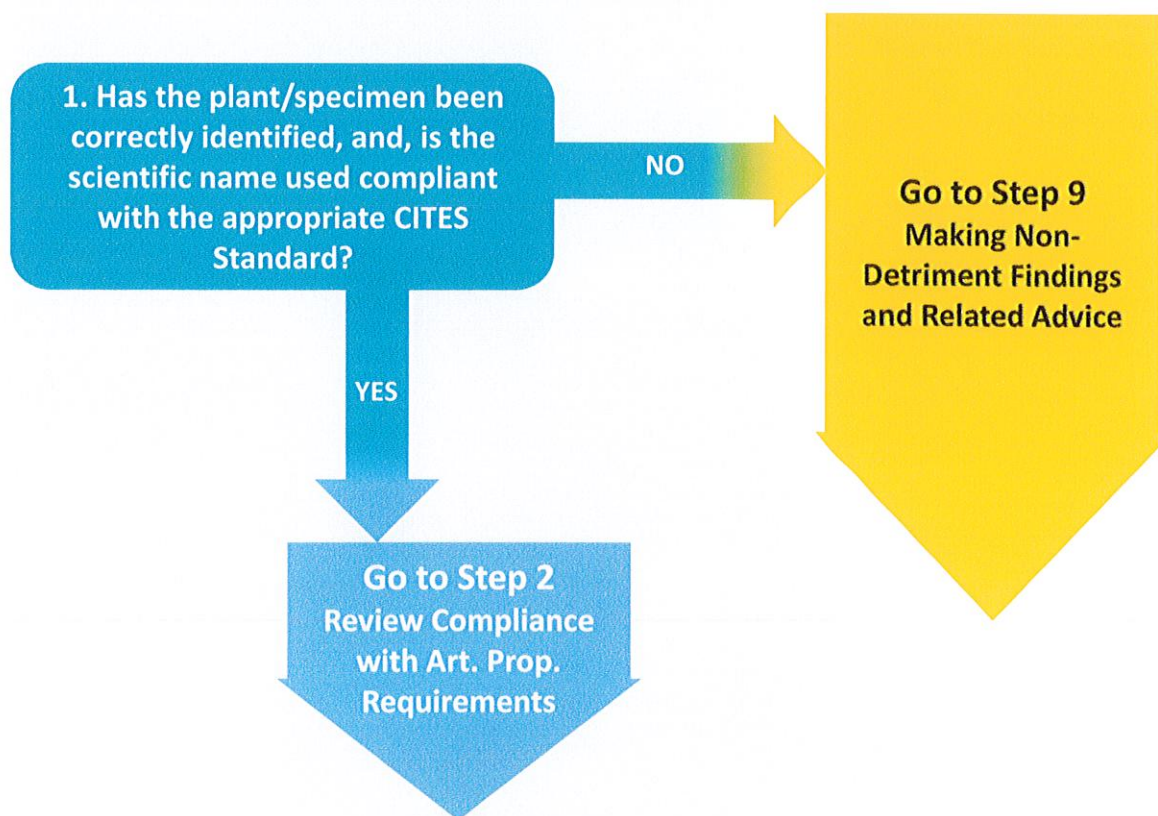 1. Has the plant/specimen been
correctly identified, and, is the
scientific name used compliant
with the appropriate CITES
Standard?
NO
Go to Step 9
Making Non-
Detriment Findings
and Related Advice
YES
Go to Step 2
Review Compliance
with Art. Prop.
Requirements